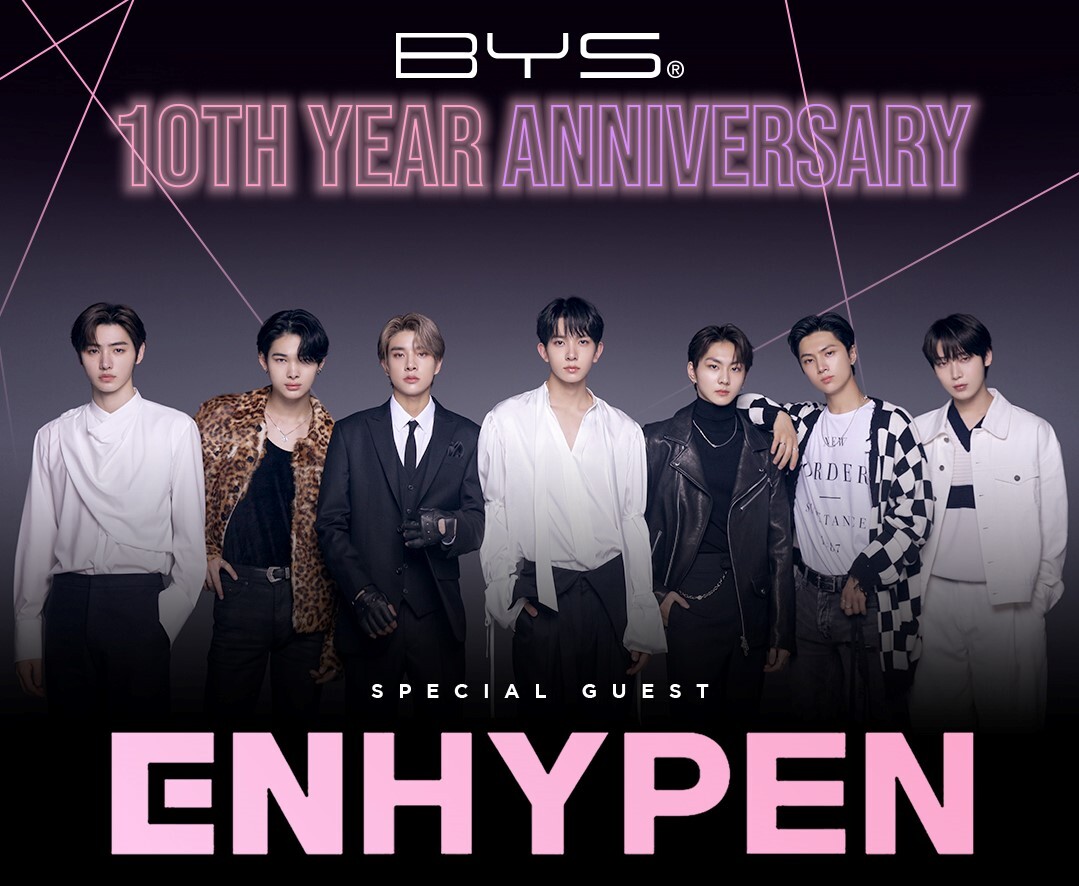 BYS®
10TH YEAR ANNIVERSARY
NEW
ORDER
SPECIAL GUEST
ENHYPEN